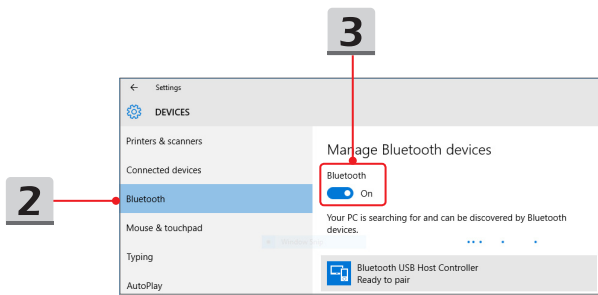 3
← Settings
DEVICES
Printers & scanners
Connected devices
Bluetooth
Mouse & touchpad
Typing
AutoPlay
Manage Bluetooth devices
Bluetooth
On
Your PC is searching for and can be discovered by Bluetooth
devices.
Bluetooth USB Host Controller
Ready to pair
2